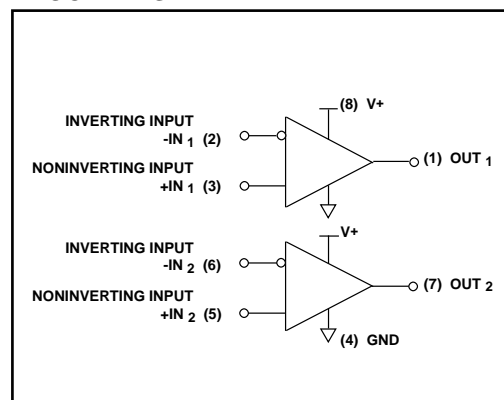 (8) V+
INVERTING INPUT
-IN 1 (2)
(1) OUT 1
NONINVERTING INPUT
+IN 1 (3)
V+
INVERTING INPUT
-IN 2 (6)
(7) OUT 2
NONINVERTING INPUT
+IN 2 (5)
(4) GND